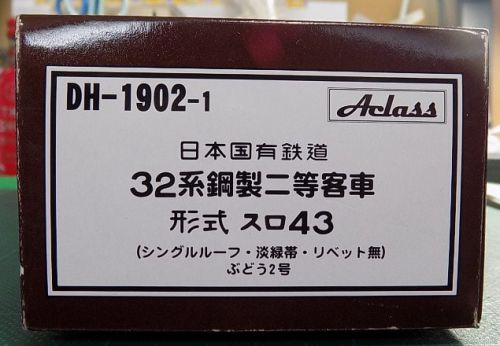 DH-1902-1
Aclass
日本国有鉄道
32系鋼製二等客車
形式 スロ43
(シングルルーフ・淡緑帯・リベット無)
ぶどう2号